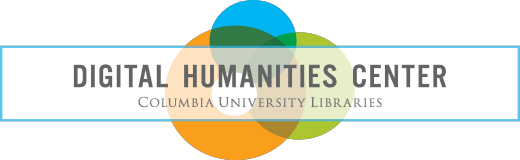 DIGITAL HUMANITIES CENTER
COLUMBIA UNIVERSITY LIBRARIES